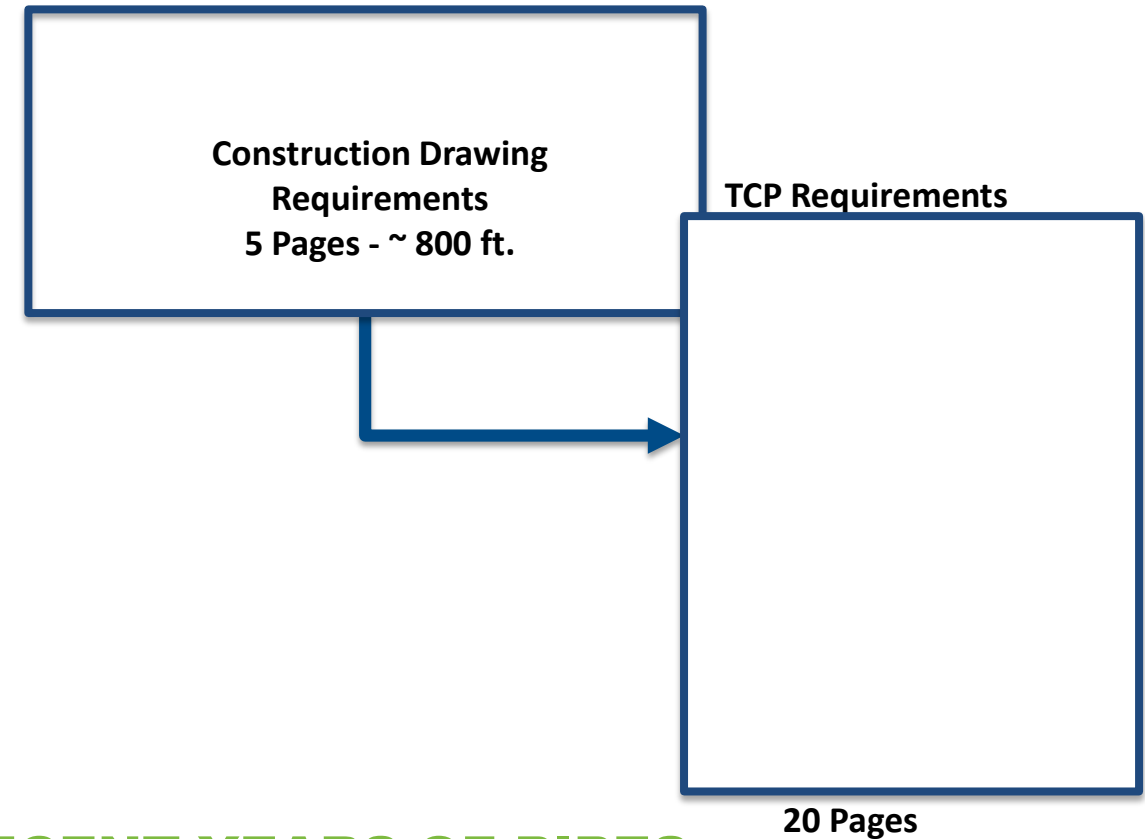 Construction Drawing
Requirements
5 Pages - ~ 800 ft.
TCP Requirements
20 Pages